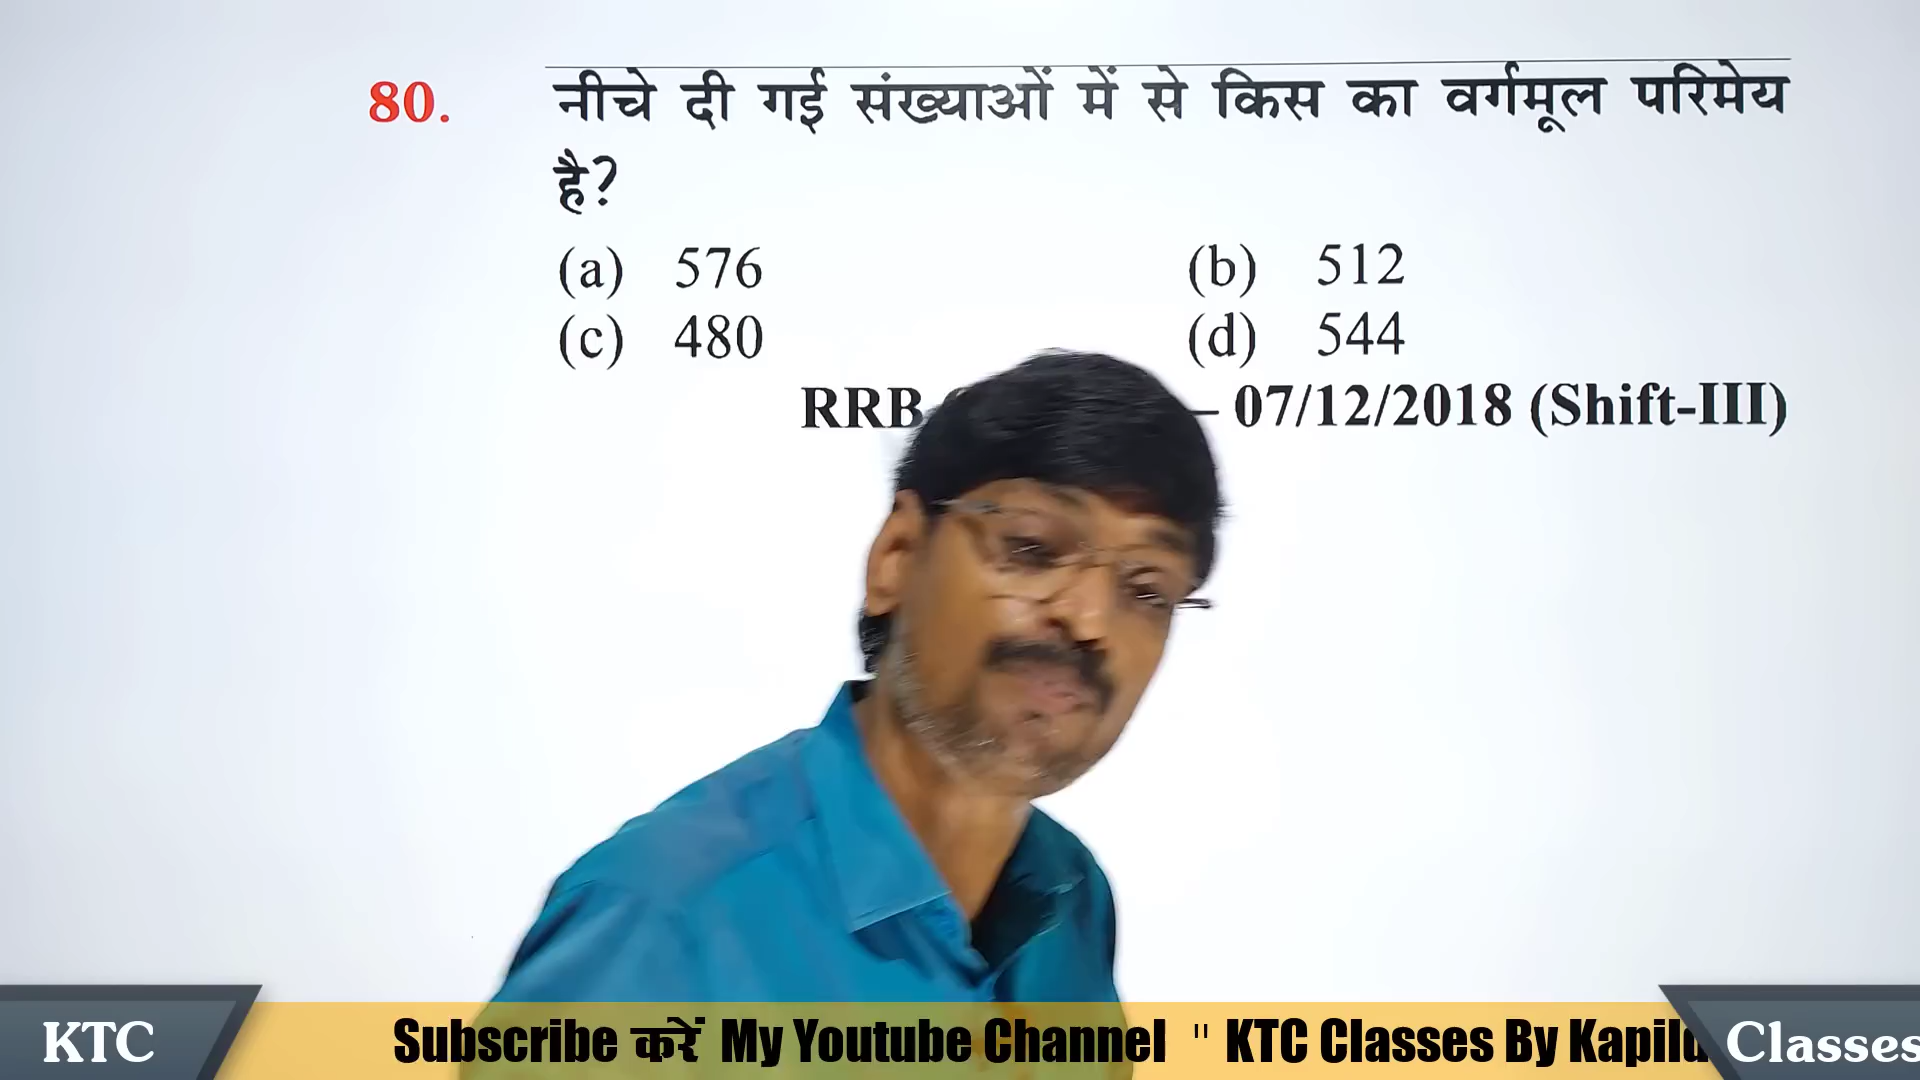 80. नीचे दी गई संख्याओं में से किस का वर्गमूल परिमेय
है?
(a) 576 (b) 512
(c) 480 (d) 544
RRB – 07/12/2018 (Shift-III)
KTC Subscribe करें My Youtube Channel " KTC Classes By Classes